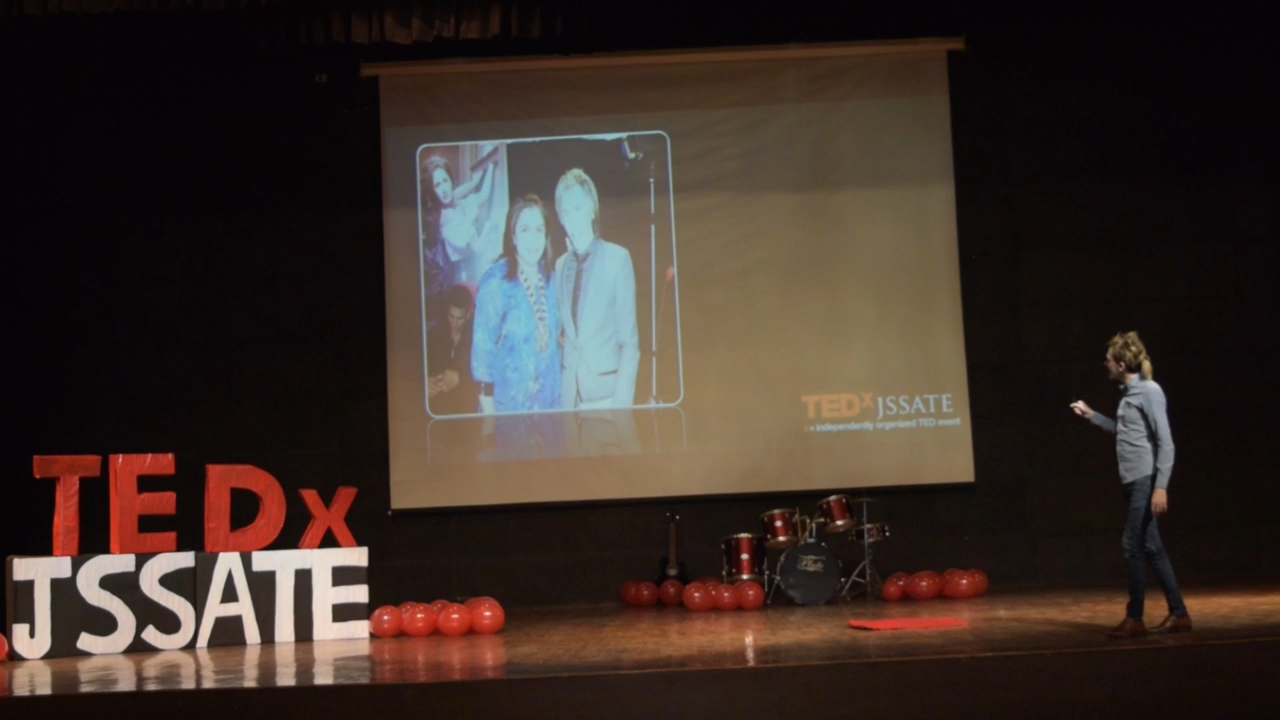 TEDx JSSATE
x = independently organized TED event
TEDx
JSSATE